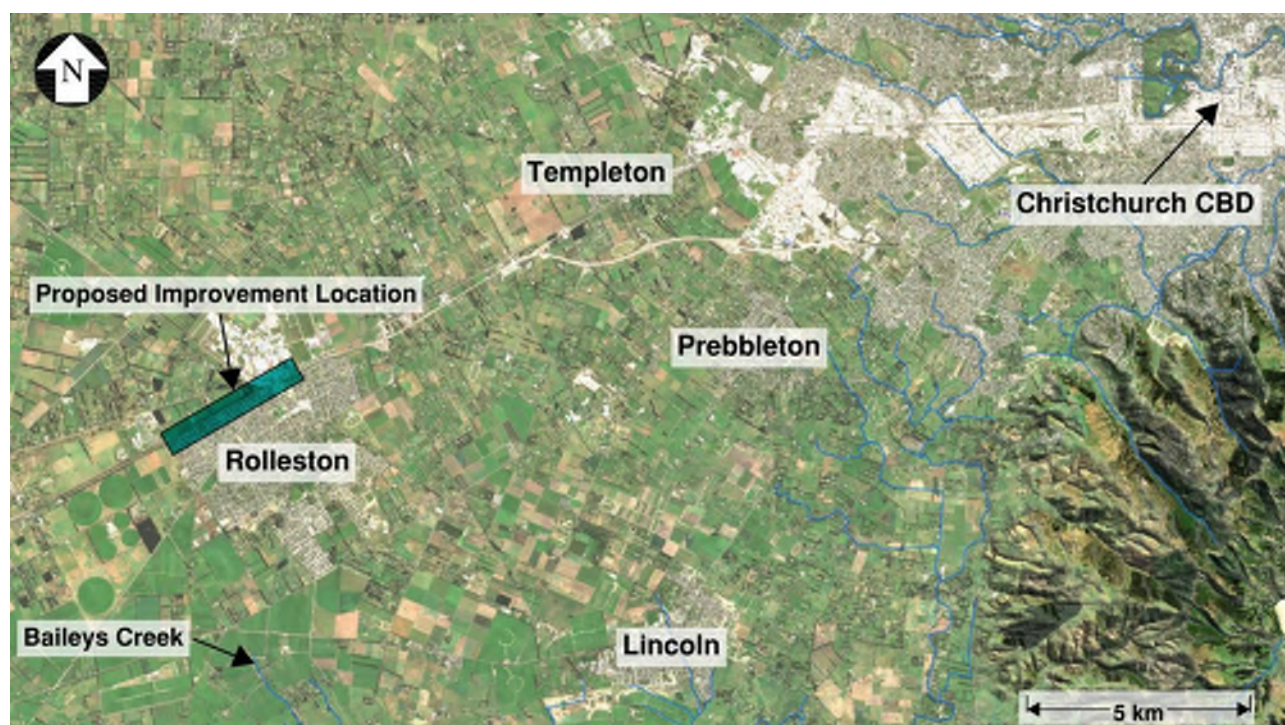 N
Templeton
Christchurch CBD
Proposed Improvement Location
Prebbleton
Rolleston
Baileys Creek
Lincoln
5 km